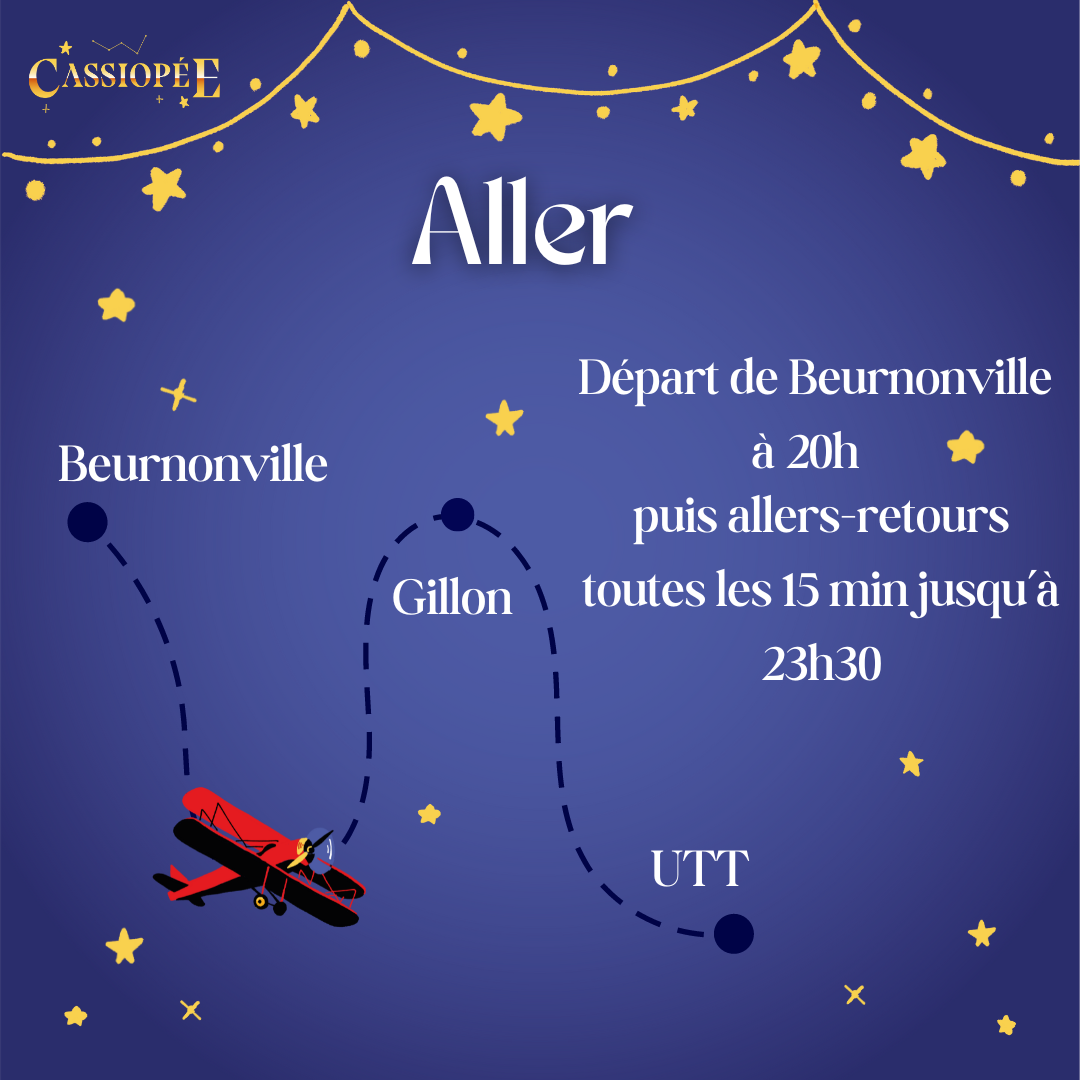 CASSIOPÉE
Aller
Départ de Beurnonville
à 20h
puis allers-retours
toutes les 15 min jusqu'à
23h30
Beurnonville
Gillon
UTT